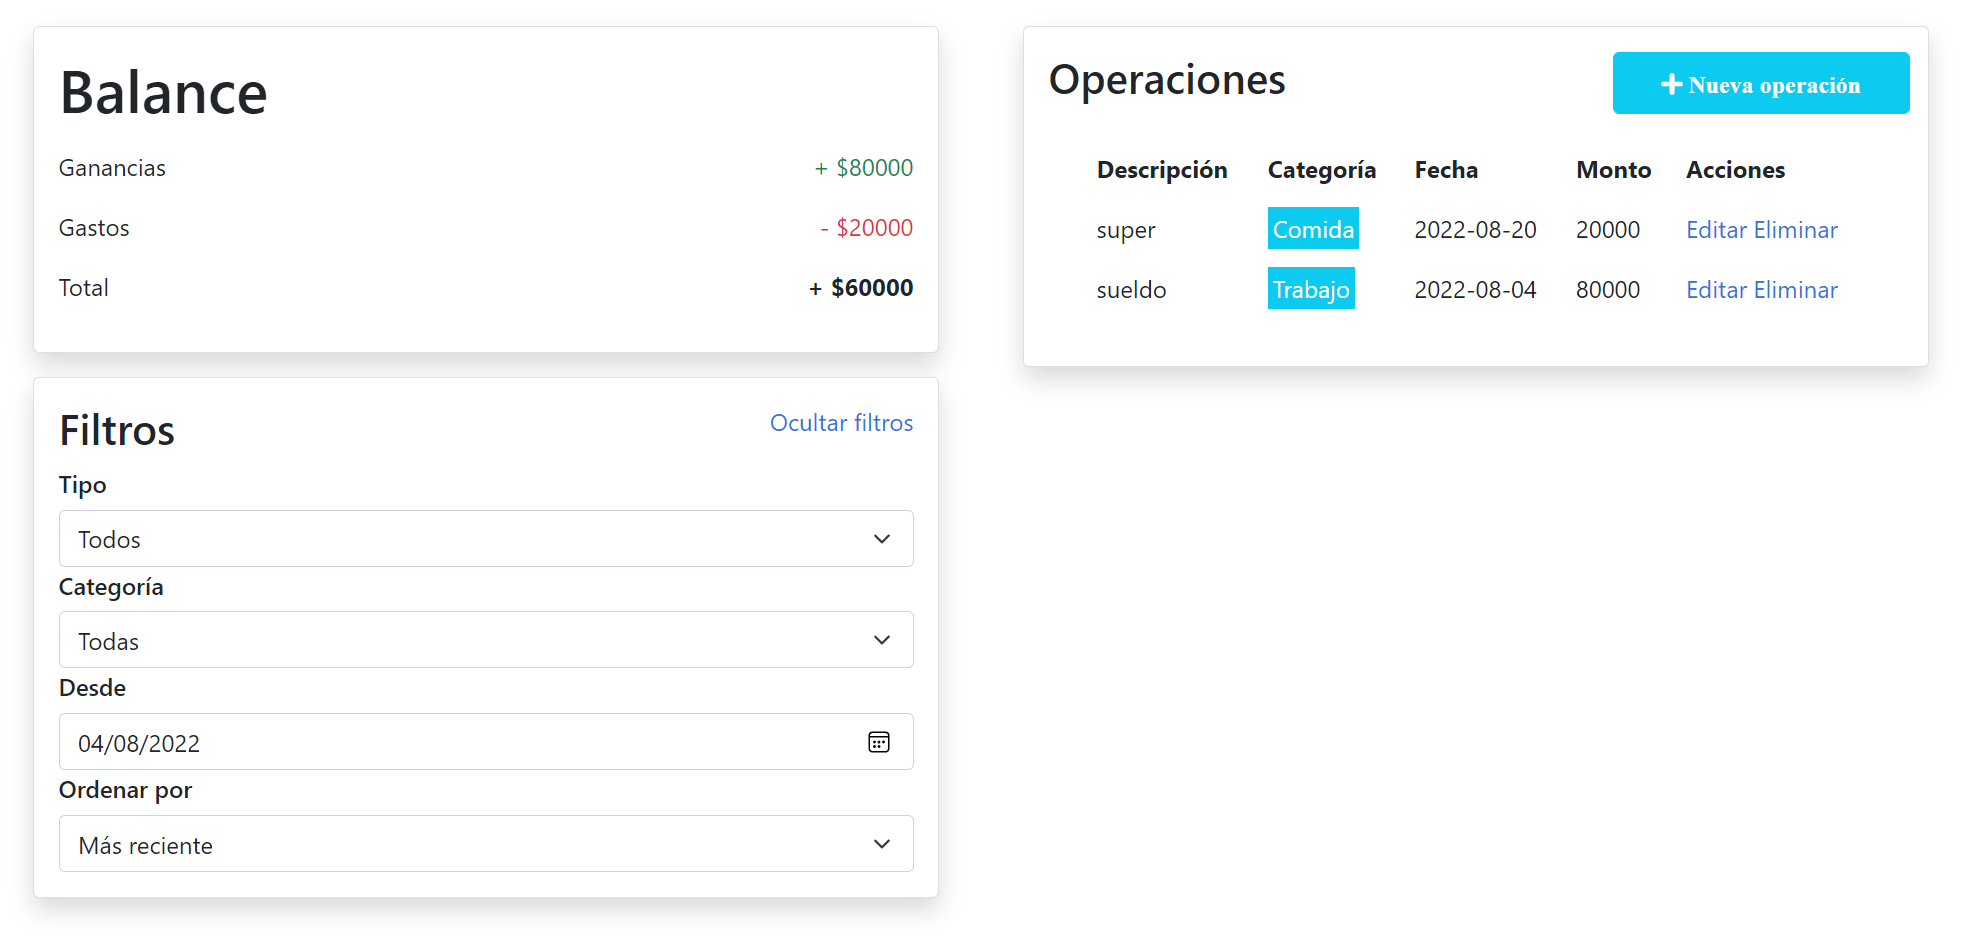 Balance
Ganancias + $80000
Gastos - $20000
Total + $60000
Filtros Ocultar filtros
Tipo
Todos
Categoría
Todas
Desde
04/08/2022
Ordenar por
Más reciente
Operaciones Nueva operación
Descripción Categoría Fecha Monto Acciones
super Comida 2022-08-20 20000 Editar Eliminar
sueldo Trabajo 2022-08-04 80000 Editar Eliminar